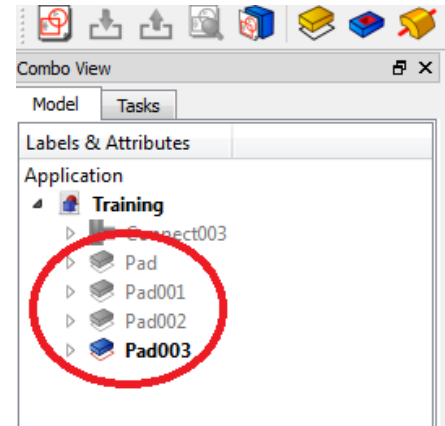 Combo View
Model Tasks
Labels & Attributes
Application
Training
Connect003
Pad
Pad001
Pad002
Pad003